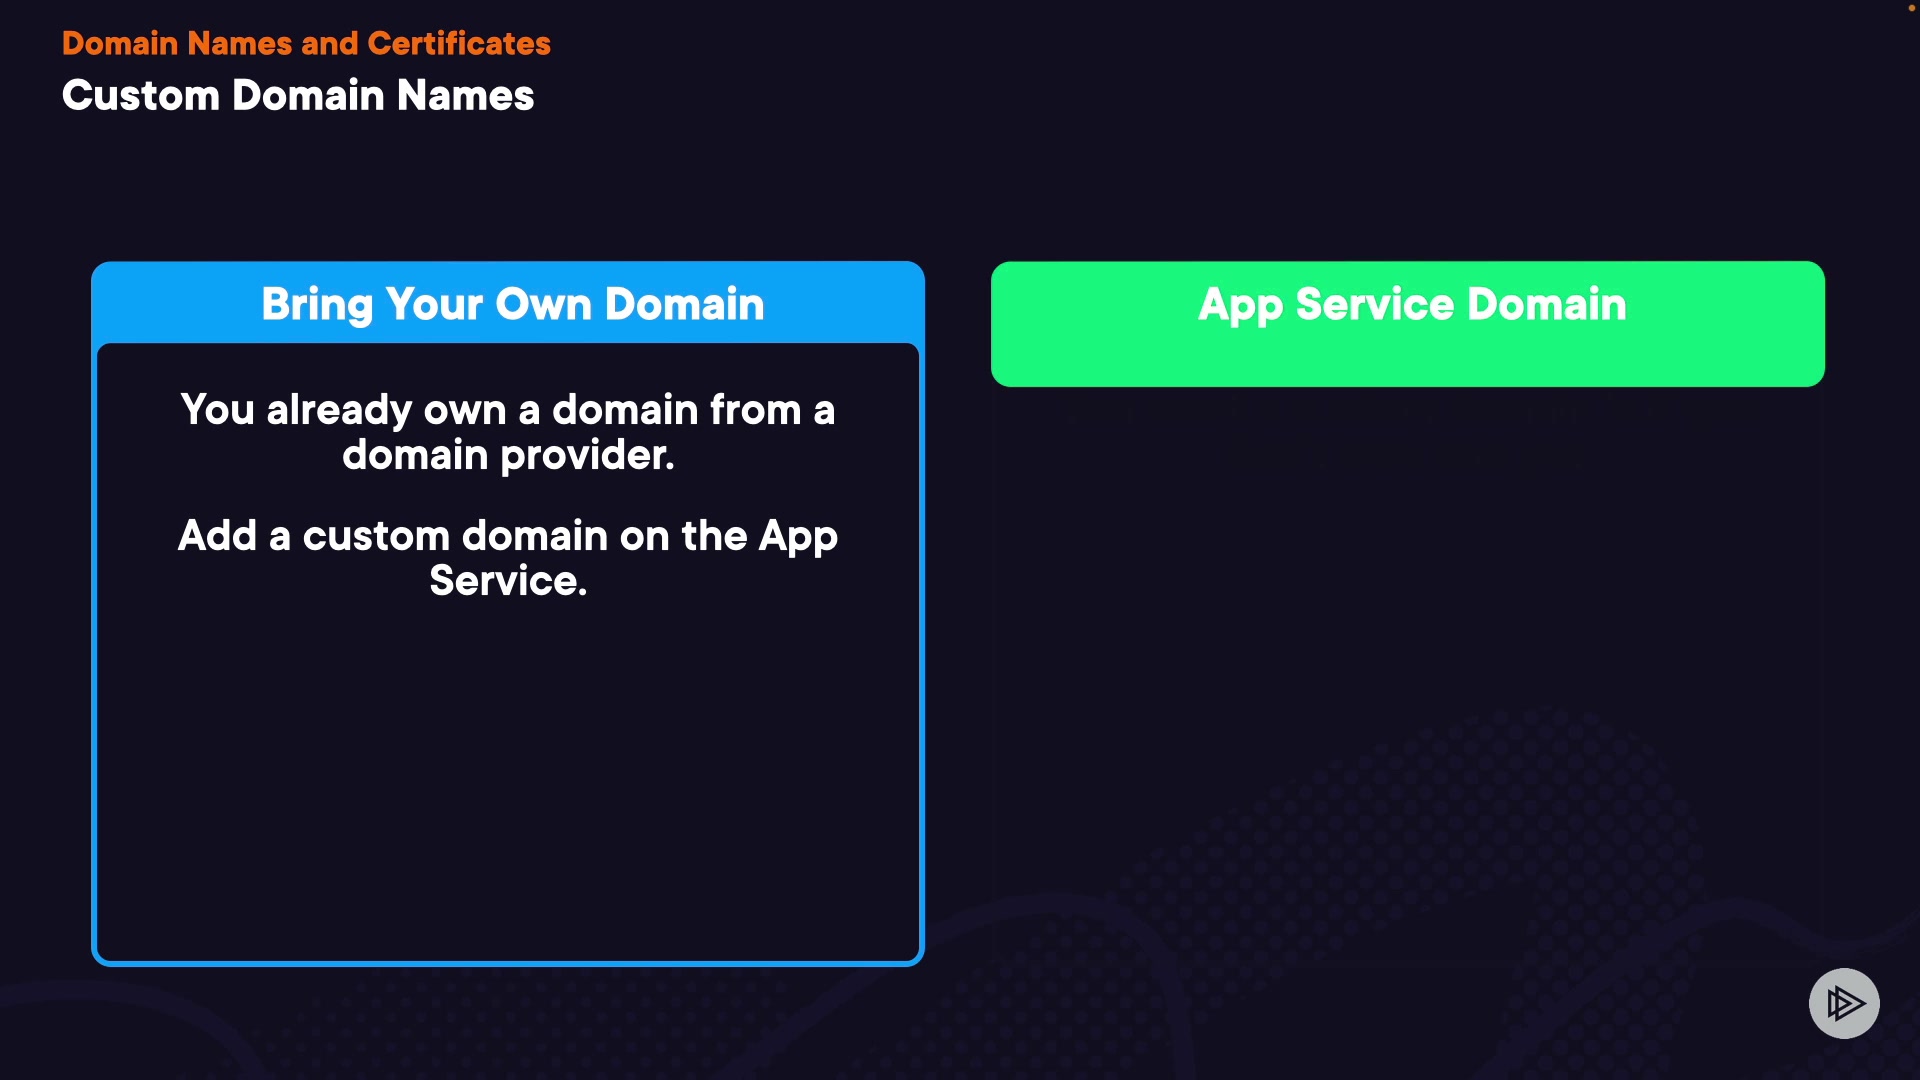 Domain Names and Certificates
Custom Domain Names
Bring Your Own Domain
You already own a domain from a
domain provider.
Add a custom domain on the App
Service.
App Service Domain